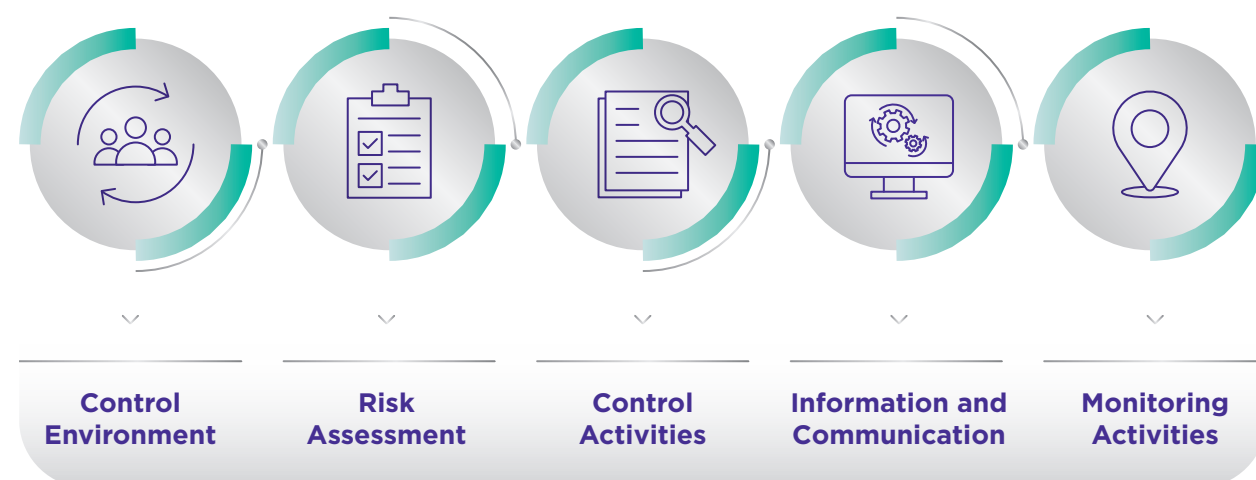 Control
Environment
Risk
Assessment
Control
Activities
Information and
Communication
Monitoring
Activities